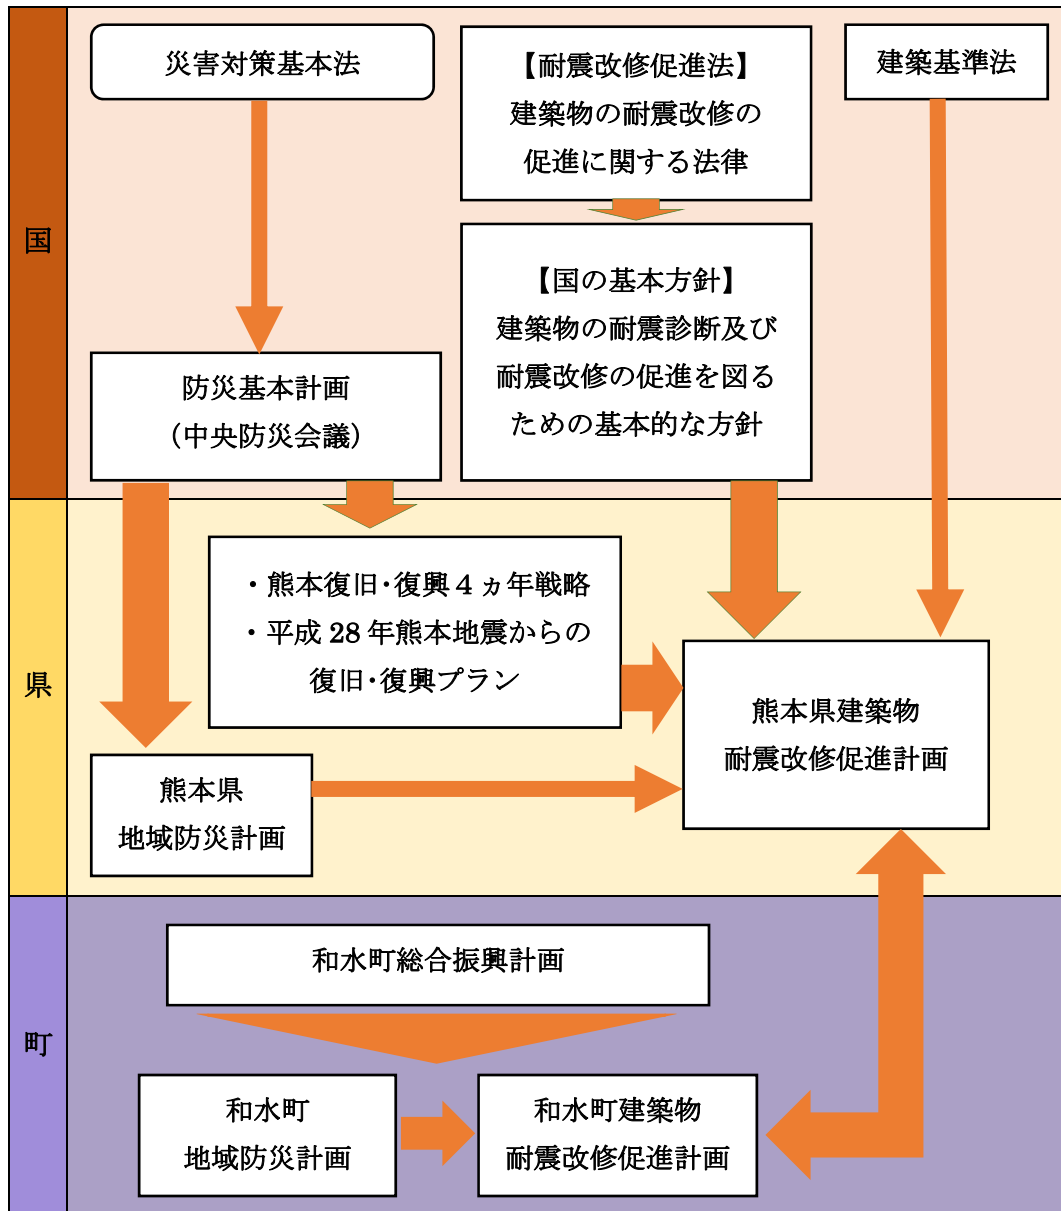 国
災害対策基本法
【耐震改修促進法】
建築物の耐震改修の
促進に関する法律
建築基準法
【国の基本方針】
建築物の耐震診断及び
耐震改修の促進を図る
ための基本的な方針
防災基本計画
（中央防災会議）
県
・熊本復旧･復興４ヵ年戦略
・平成 28 年熊本地震からの
復旧･復興プラン
熊本県建築物
耐震改修促進計画
熊本県
地域防災計画
町
和水町総合振興計画
和水町
地域防災計画
和水町建築物
耐震改修促進計画